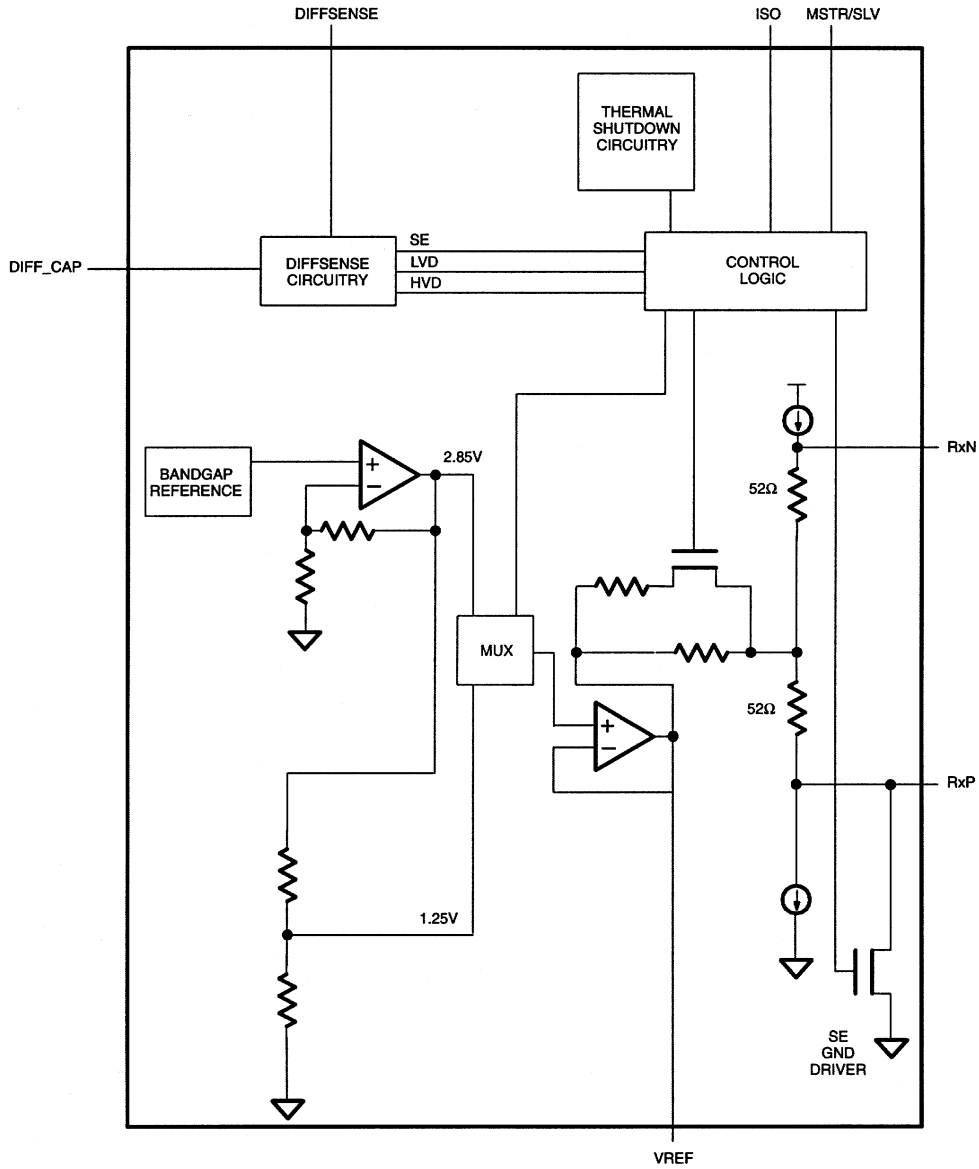 DIFFSENSE
ISO
MSTR/SLV
THERMAL
SHUTDOWN
CIRCUITRY
DIFF_CAP
DIFFSENSE
CIRCUITRY
SE
LVD
HVD
CONTROL
LOGIC
BANDGAP
REFERENCE
+
−
2.85V
RxN
52Ω
MUX
52Ω
+
−
RxP
1.25V
SE
GND
DRIVER
VREF